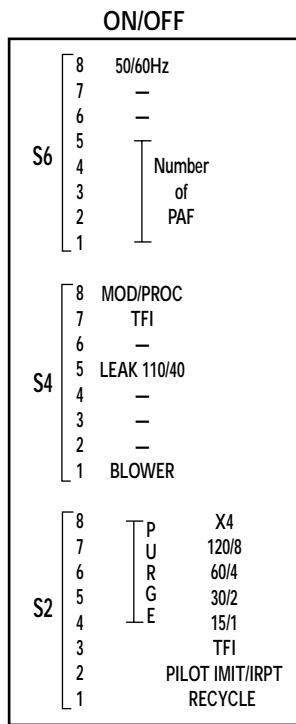 ON/OFF
S6
8 50/60Hz
7 –
6 –
5
4 Number
3 of
2 PAF
1
S4
8 MOD/PROC
7 TFI
6 –
5 LEAK 110/40
4 –
3 –
2 –
1 BLOWER
S2
8 P X4
7 U 120/8
6 R 60/4
5 G 30/2
4 E 15/1
3 TFI
2 PILOT IMIT/IRPT
1 RECYCLE